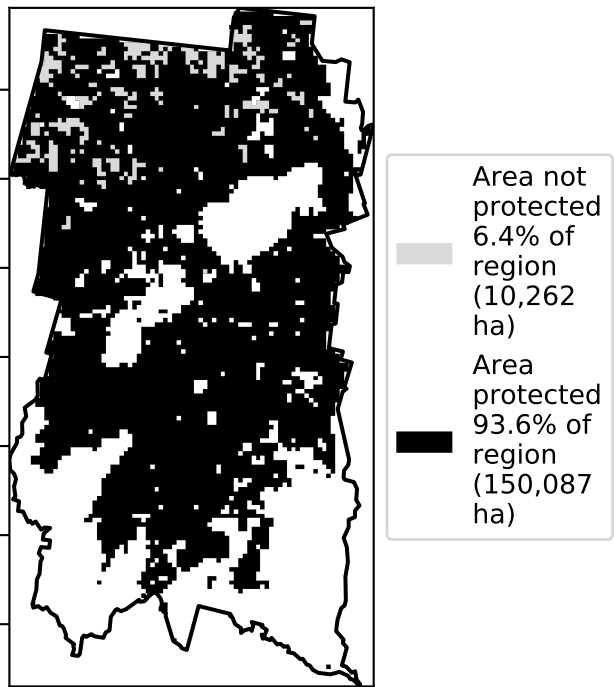 Area not
protected
6.4% of
region
(10,262
ha)
Area
protected
93.6% of
region
(150,087
ha)